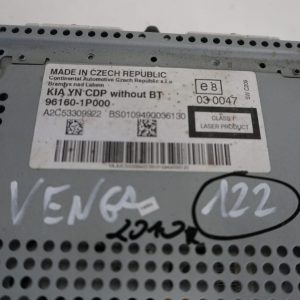 MADE IN CZECH REPUBLIC
Continental Automotive Czech Republic s.r.o
Brandys nad Labem
KIA YN CDP without BT
96160-1P000
A2C53309922 BS0109490036130
e8
03 0047
CLASS 1
LASER PRODUCT
VENGA
2010R
122